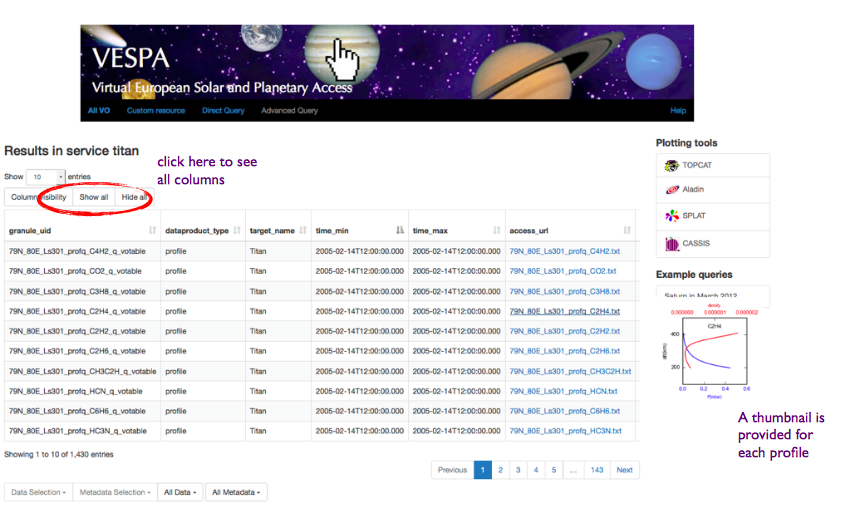 VESPA
Virtual European Solar and Planetary Access
All VO Custom resource Direct Query Advanced Query Help
Results in service titan
click here to see
all columns
Show 10 entries
Column visibility Show all Hide all
granule_uid dataproduct_type target_name time_min time_max access_url
79N_80E_Ls301_profq_C4H2_q_votable profile Titan 2005-02-14T12:00:00.000 2005-02-14T12:00:00.000 79N_80E_Ls301_profq_C4H2.txt
79N_80E_Ls301_profq_CO2_q_votable profile Titan 2005-02-14T12:00:00.000 2005-02-14T12:00:00.000 79N_80E_Ls301_profq_CO2.txt
79N_80E_Ls301_profq_C3H8_q_votable profile Titan 2005-02-14T12:00:00.000 2005-02-14T12:00:00.000 79N_80E_Ls301_profq_C3H8.txt
79N_80E_Ls301_profq_C2H4_q_votable profile Titan 2005-02-14T12:00:00.000 2005-02-14T12:00:00.000 79N_80E_Ls301_profq_C2H4.txt
79N_80E_Ls301_profq_C2H2_q_votable profile Titan 2005-02-14T12:00:00.000 2005-02-14T12:00:00.000 79N_80E_Ls301_profq_C2H2.txt
79N_80E_Ls301_profq_C2H6_q_votable profile Titan 2005-02-14T12:00:00.000 2005-02-14T12:00:00.000 79N_80E_Ls301_profq_C2H6.txt
79N_80E_Ls301_profq_CH3C2H_q_votable profile Titan 2005-02-14T12:00:00.000 2005-02-14T12:00:00.000 79N_80E_Ls301_profq_CH3C2H.txt
79N_80E_Ls301_profq_HCN_q_votable profile Titan 2005-02-14T12:00:00.000 2005-02-14T12:00:00.000 79N_80E_Ls301_profq_HCN.txt
79N_80E_Ls301_profq_C6H6_q_votable profile Titan 2005-02-14T12:00:00.000 2005-02-14T12:00:00.000 79N_80E_Ls301_profq_C6H6.txt
79N_80E_Ls301_profq_HC3N_q_votable profile Titan 2005-02-14T12:00:00.000 2005-02-14T12:00:00.000 79N_80E_Ls301_profq_HC3N.txt
Showing 1 to 10 of 1,430 entries
Previous 1 2 3 4 5 ... 143 Next
Data Selection Metadata Selection All Data All Metadata
Plotting tools
TOPCAT
Aladin
SPLAT
CASSIS
Example queries
Saturn in March 2012
density
0.000000 0.000001 0.000002
C2H4
400
alt(km)
200
0.0 0.2 0.4 0.6
P(mbar)
A thumbnail is
provided for
each profile